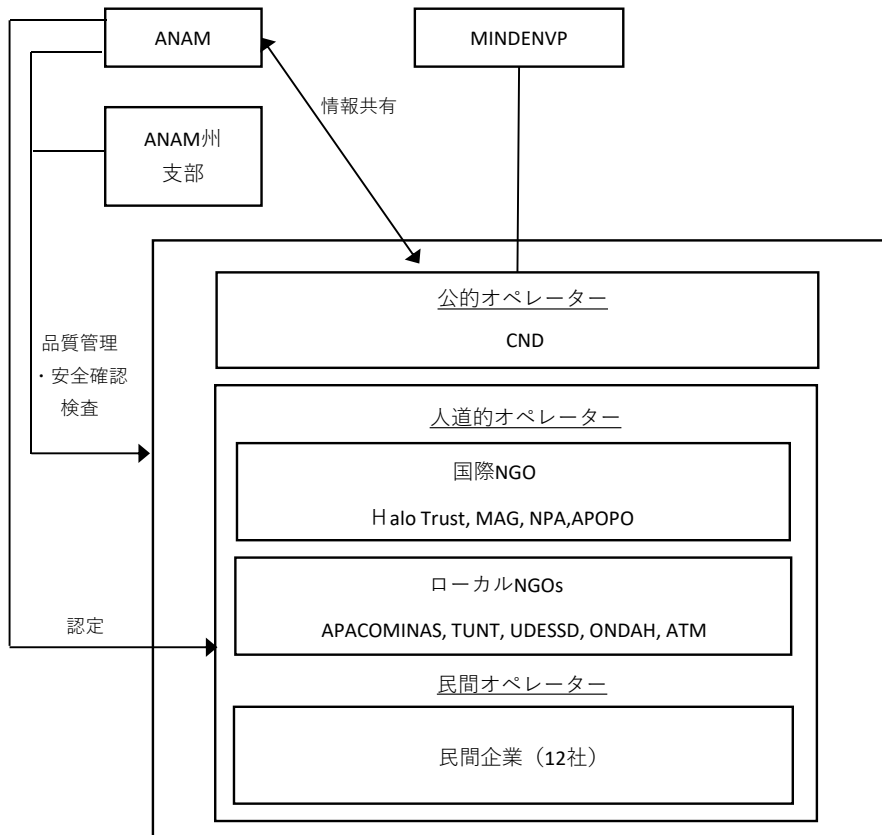 ANAM
MINDENVP
情報共有
ANAM州
支部
公的オペレーター
CND
品質管理
・安全確認
検査
人道的オペレーター
国際NGO
Ｈalo Trust, MAG, NPA,APOPO
ローカルNGOs
APACOMINAS, TUNT, UDESSD, ONDAH, ATM
認定
民間オペレーター
民間企業（12社）